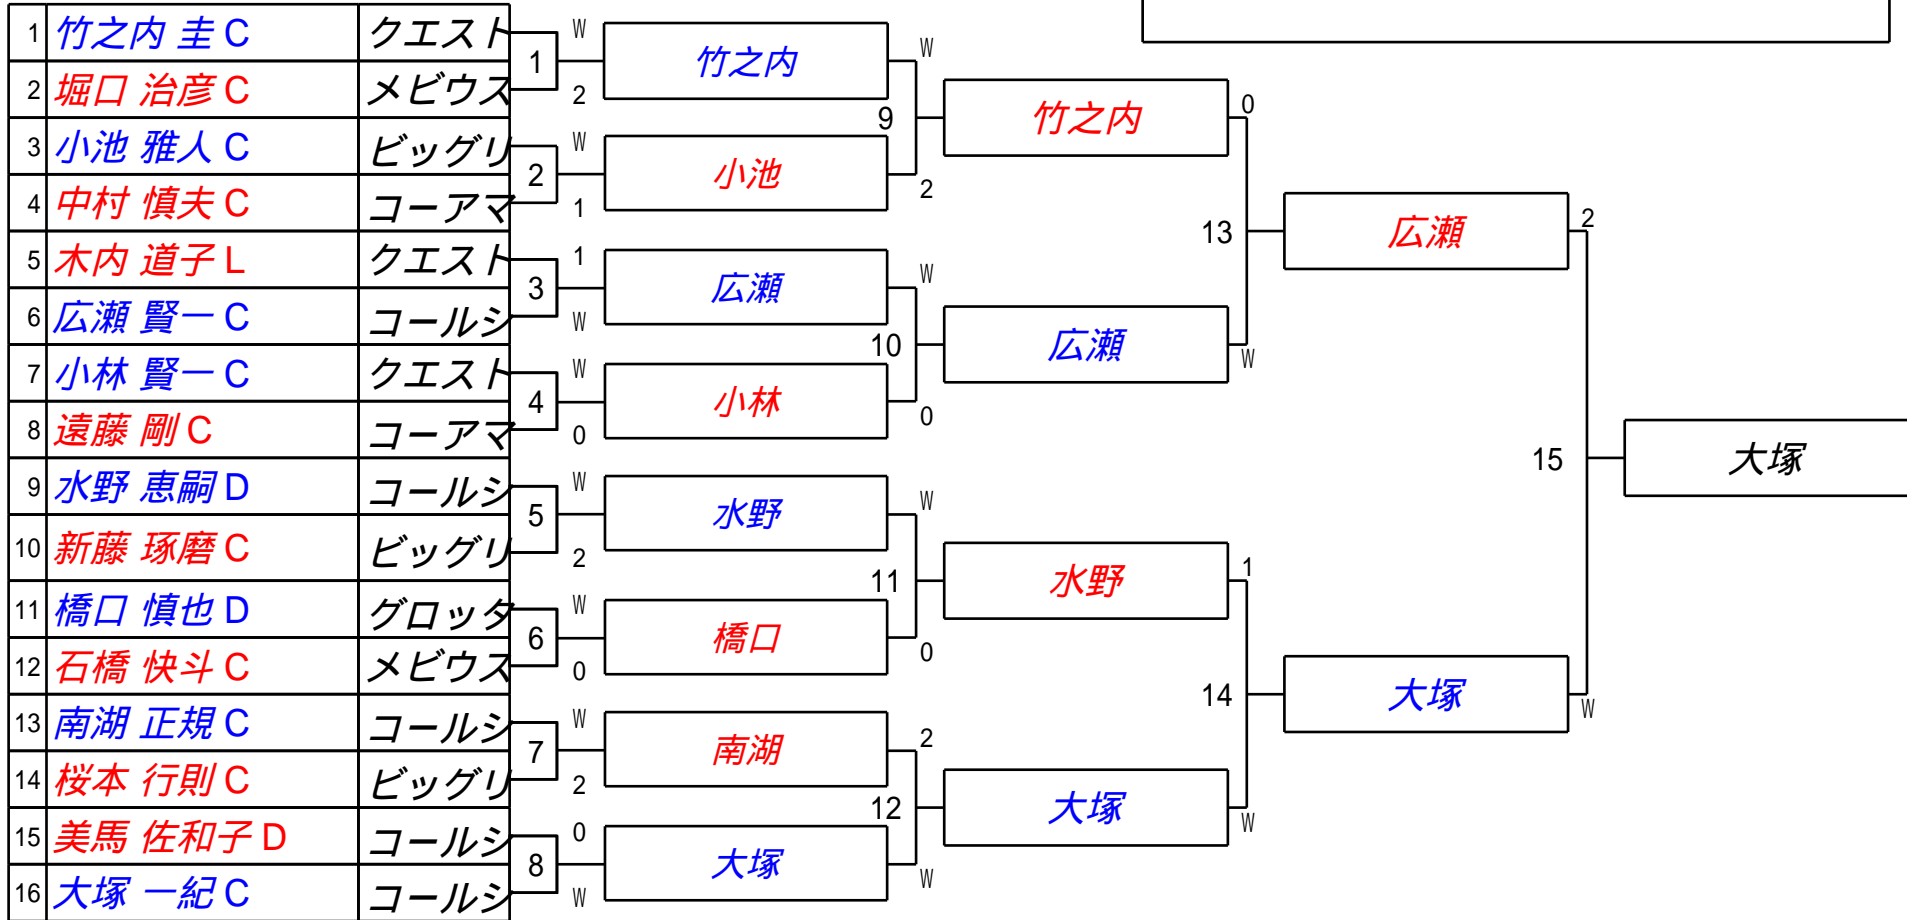 1 竹之内 圭 C クエスト
2 堀口 治彦 C メビウス
3 小池 雅人 C ビッグリ
4 中村 慎夫 C コーアマ
5 木内 道子 L クエスト
6 広瀬 賢一 C コールシ
7 小林 賢一 C クエスト
8 遠藤 剛 C コーアマ
9 水野 恵嗣 D コールシ
10 新藤 琢磨 C ビッグリ
11 橋口 慎也 D グロッタ
12 石橋 快斗 C メビウス
13 南湖 正規 C コールシ
14 桜本 行則 C ビッグリ
15 美馬 佐和子 D コールシ
16 大塚 一紀 C コールシ
1 W 2
2 W 1
3 1 W
4 W 0
5 W 2
6 W 0
7 W 2
8 0 W
竹之内 W
9
小池 2
広瀬 W
10
小林 0
水野 W
11
橋口 0
南湖 2
12
大塚 W
竹之内 0
13
広瀬 W
水野 1
14
大塚 W
広瀬 2
15
大塚 W
大塚